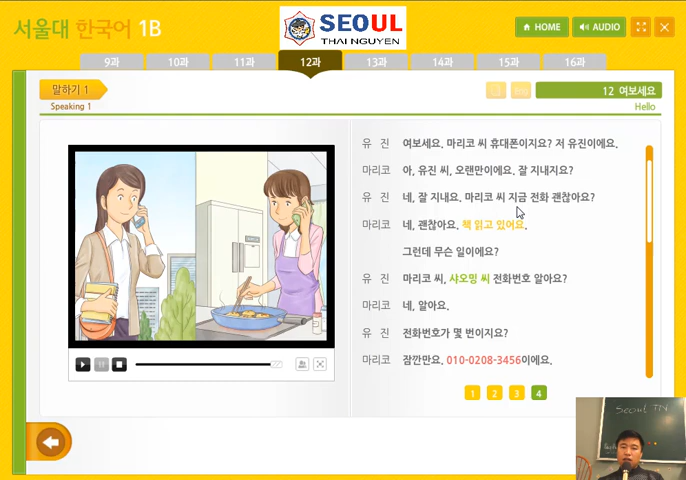 서울대 한국어 1B
SEOUL
THAI NGUYEN
HOME
AUDIO
9과
10과
11과
12과
13과
14과
15과
16과
말하기 1
Speaking 1
12 여보세요
Hello
유 진 여보세요. 마리코 씨 휴대폰이지요? 저 유진이에요.
마리코 아, 유진 씨, 오랜만이에요. 잘 지내지요?
유 진 네, 잘 지내요. 마리코 씨 지금 전화 괜찮아요?
마리코 네, 괜찮아요. 책 읽고 있어요.
그런데 무슨 일이에요?
유 진 마리코 씨, 샤오밍 씨 전화번호 알아요?
마리코 네, 알아요.
유 진 전화번호가 몇 번이지요?
마리코 잠깐만요. 010-0208-3456이에요.
1 2 3 4
Seoul TN